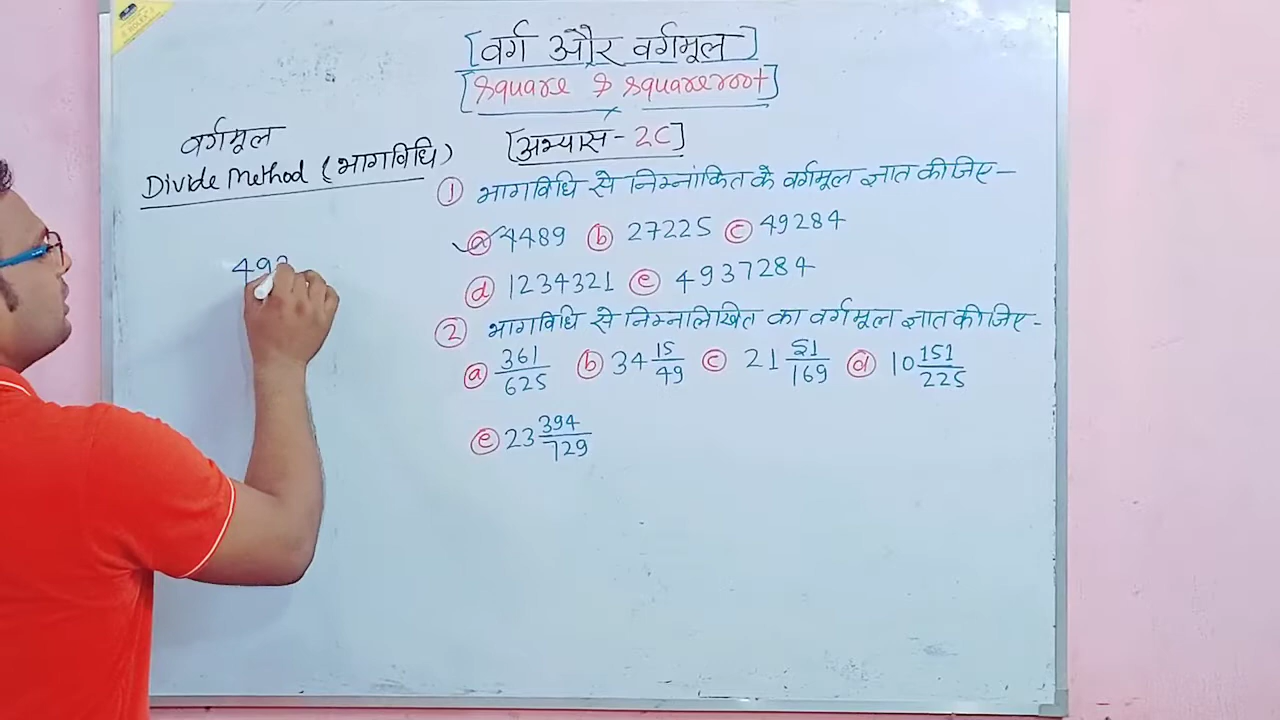 [वर्ग और वर्गमूल]
[Square & Squareroot]
वर्गमूल
Divide Method (भागविधि)
[अभ्यास-2C]
① भागविधि से निम्नांकित के वर्गमूल ज्ञात कीजिए-
ⓐ 4489 ⓑ 27225 ⓒ 49284
ⓓ 1234321 ⓔ 4937284
② भागविधि से निम्नलिखित का वर्गमूल ज्ञात कीजिए-
ⓐ 361/625 ⓑ 34 15/49 ⓒ 21 51/169 ⓓ 10 151/225
ⓔ 23 394/729
49